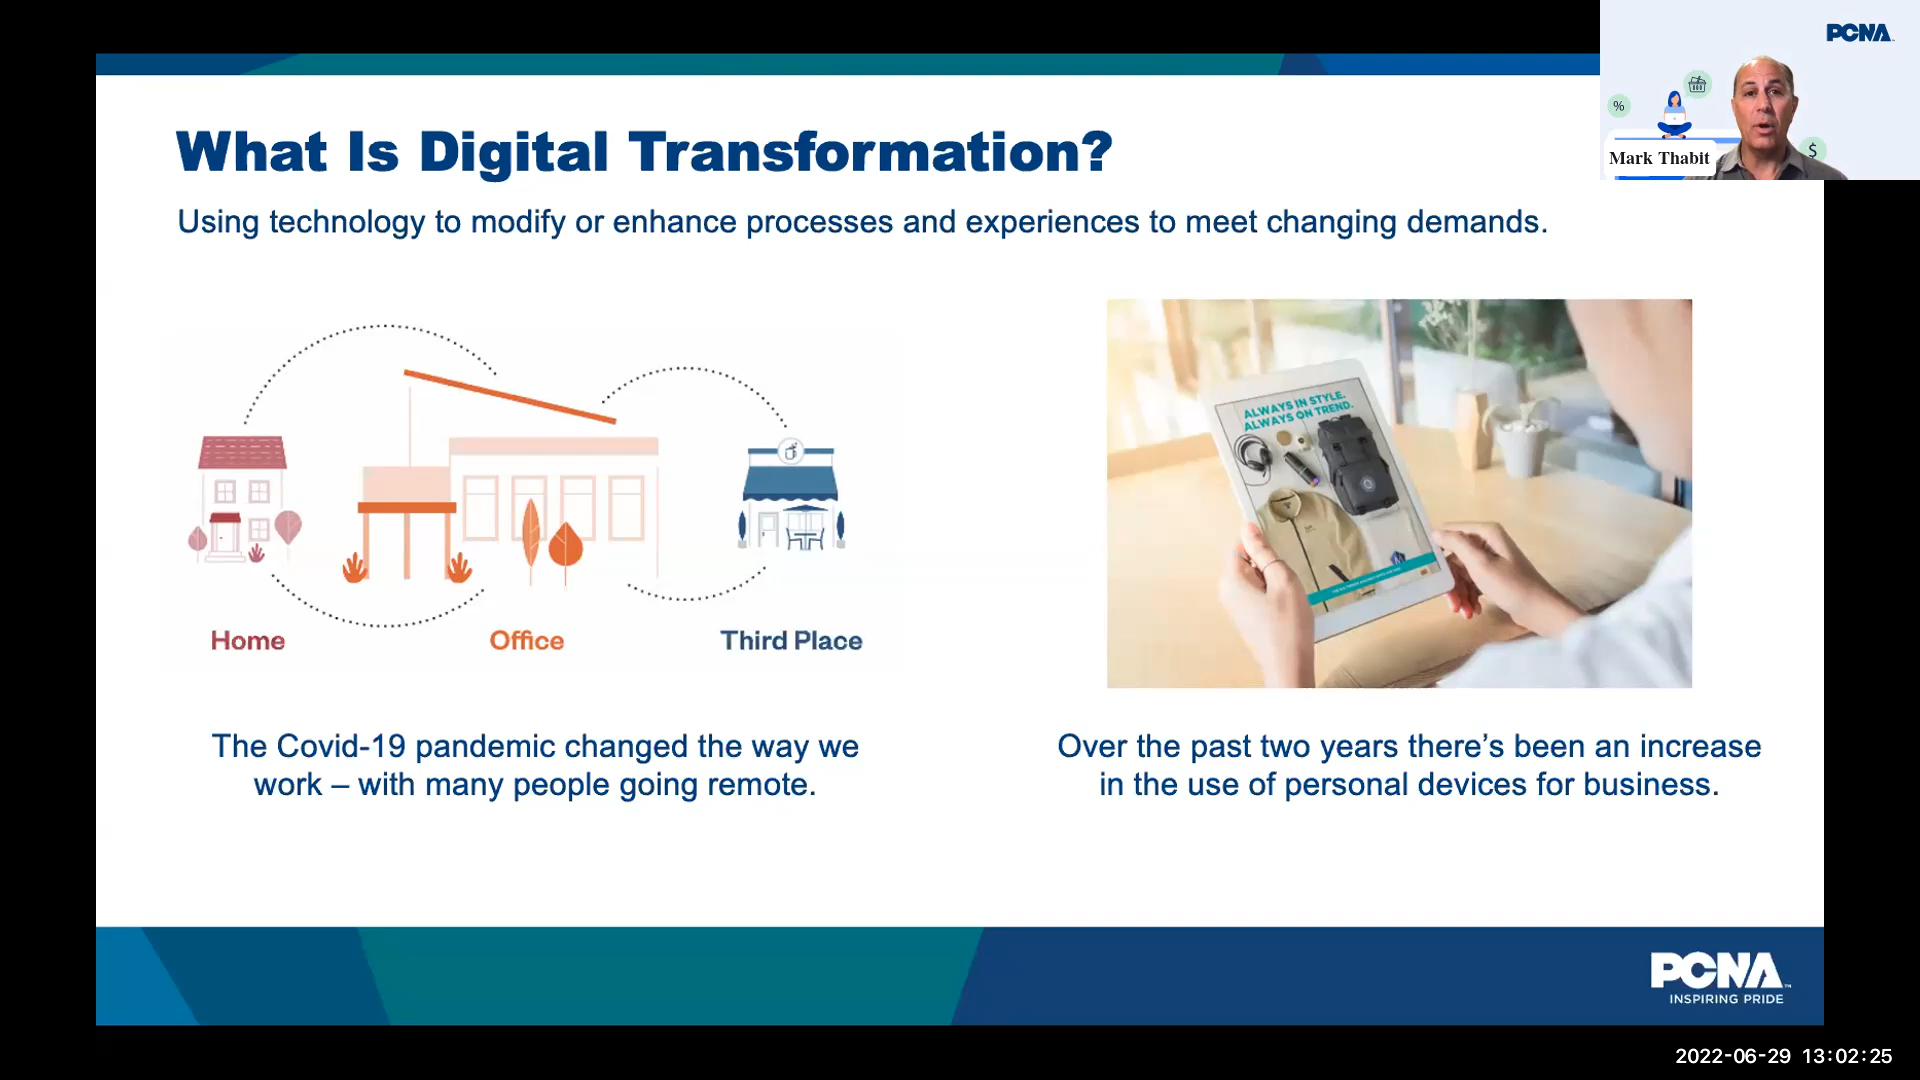 PCNA
%
$
Mark Thabit
What Is Digital Transformation?
Using technology to modify or enhance processes and experiences to meet changing demands.
Home
Office
Third Place
ALWAYS IN STYLE.
ALWAYS ON TREND.
The Covid-19 pandemic changed the way we
work – with many people going remote.
Over the past two years there’s been an increase
in the use of personal devices for business.
PCNA™
INSPIRING PRIDE
2022-06-29 13:02:25